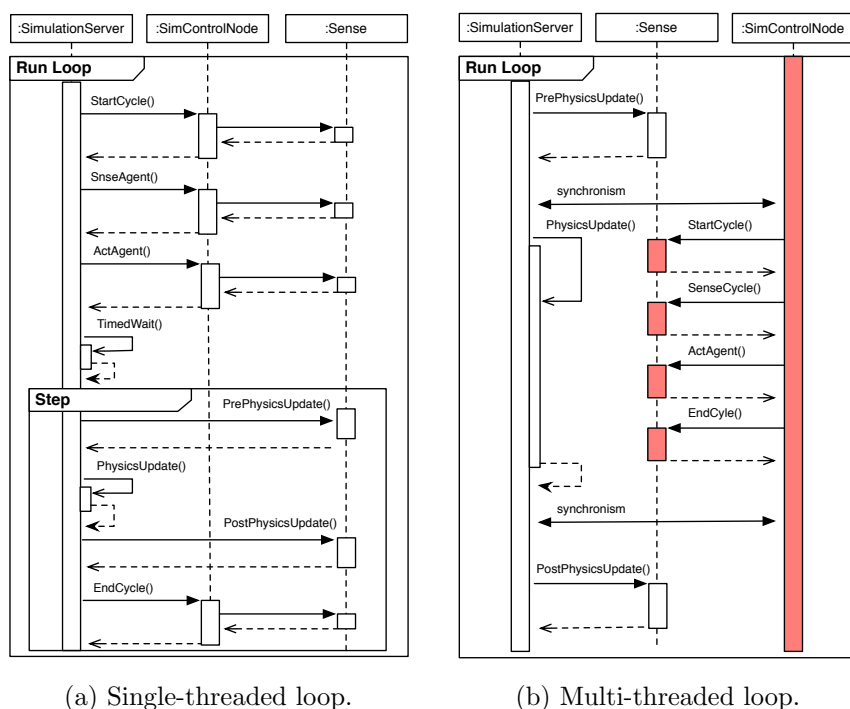 :SimulationServer
:SimControlNode
:Sense
Run Loop
StartCycle()
SnseAgent()
ActAgent()
TimedWait()
Step
PrePhysicsUpdate()
PhysicsUpdate()
PostPhysicsUpdate()
EndCycle()
(a) Single-threaded loop.
:SimulationServer
:Sense
:SimControlNode
Run Loop
PrePhysicsUpdate()
synchronism
PhysicsUpdate()
StartCycle()
SenseCycle()
ActAgent()
EndCyle()
synchronism
PostPhysicsUpdate()
(b) Multi-threaded loop.